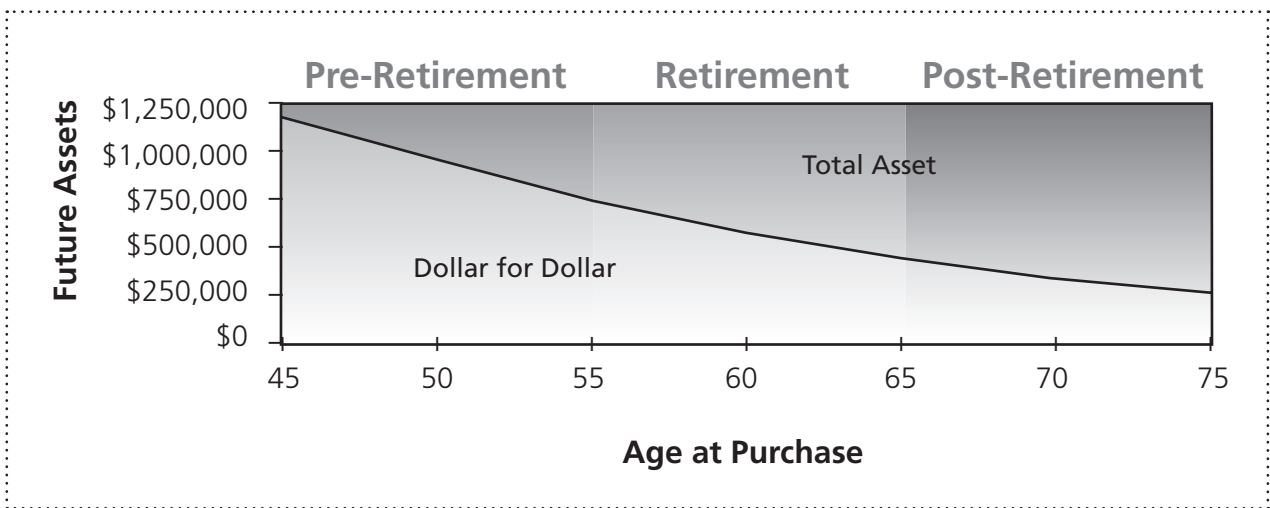 Pre-Retirement Retirement Post-Retirement
Future Assets
$1,250,000
$1,000,000
$750,000
$500,000
$250,000
$0
Total Asset
Dollar for Dollar
45 50 55 60 65 70 75
Age at Purchase